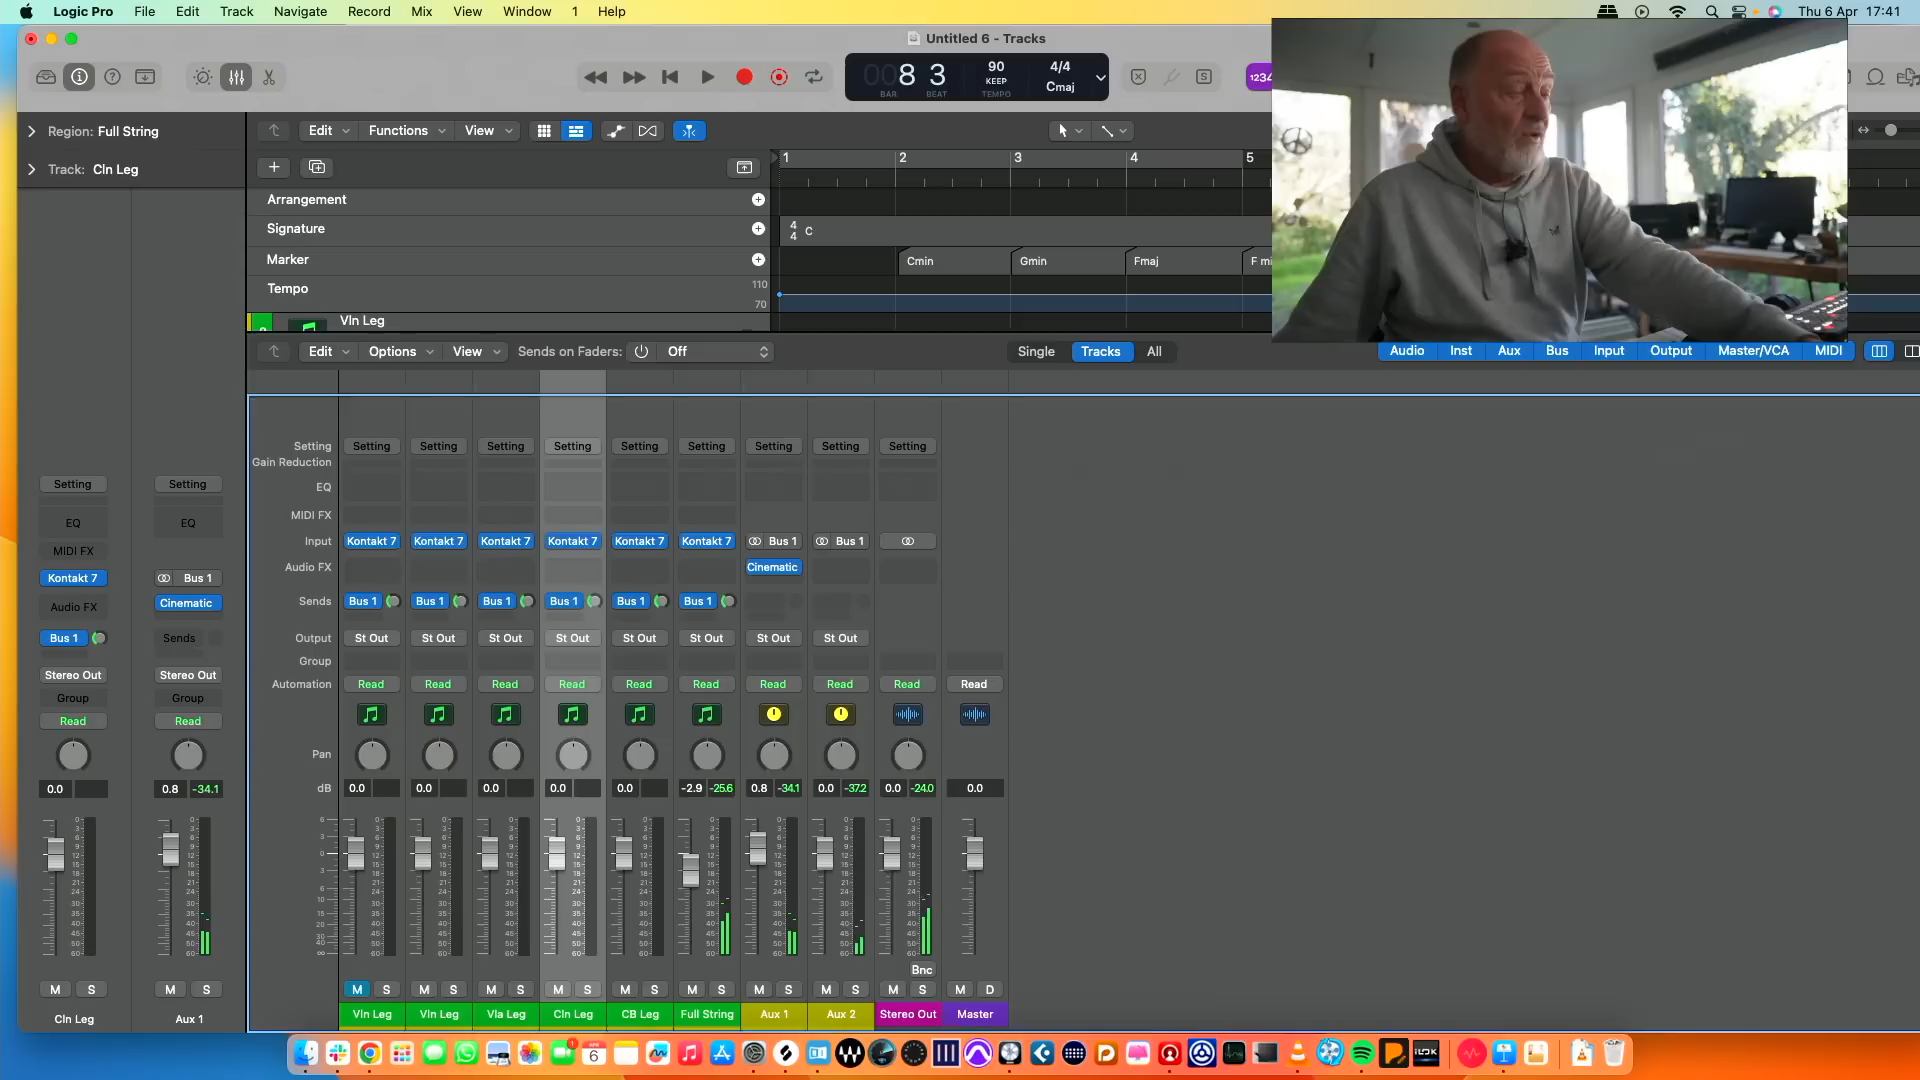 Logic Pro File Edit Track Navigate Record Mix View Window 1 Help Thu 6 Apr 17:41
Untitled 6 - Tracks
008 3 90 4/4
KEEP Cmaj
BAR BEAT TEMPO
1234
Region: Full String
Edit Functions View
Track: Cln Leg
1 2 3 4 5
Arrangement
Signature 4 4 C
Marker Cmin Gmin Fmaj F mi
Tempo 110
70
Vln Leg
Edit Options View Sends on Faders: Off Single Tracks All Audio Inst Aux Bus Input Output Master/VCA MIDI
Setting Setting Setting Setting Setting Setting Setting Setting Setting Setting
Gain Reduction
Setting Setting
EQ
EQ EQ
MIDI FX
Input Kontakt 7 Kontakt 7 Kontakt 7 Kontakt 7 Kontakt 7 Kontakt 7 Bus 1 Bus 1
MIDI FX
Audio FX Cinematic
Kontakt 7 Bus 1
Sends Bus 1 Bus 1 Bus 1 Bus 1 Bus 1 Bus 1
Audio FX Cinematic
Output St Out St Out St Out St Out St Out St Out St Out St Out
Bus 1 Sends
Group
Stereo Out Stereo Out
Automation Read Read Read Read Read Read Read Read Read Read
Group Group
Read Read
Pan
dB 0.0 0.0 0.0 0.0 0.0 -2.9 -25.6 0.8 -34.1 0.0 -37.2 0.0 -24.0 0.0
0.0 0.8 -34.1
Bnc
M S M S M S M S M S M S M S M S M S M D
M S M S
Vln Leg Vln Leg Vla Leg Cln Leg CB Leg Full String Aux 1 Aux 2 Stereo Out Master
Cln Leg Aux 1